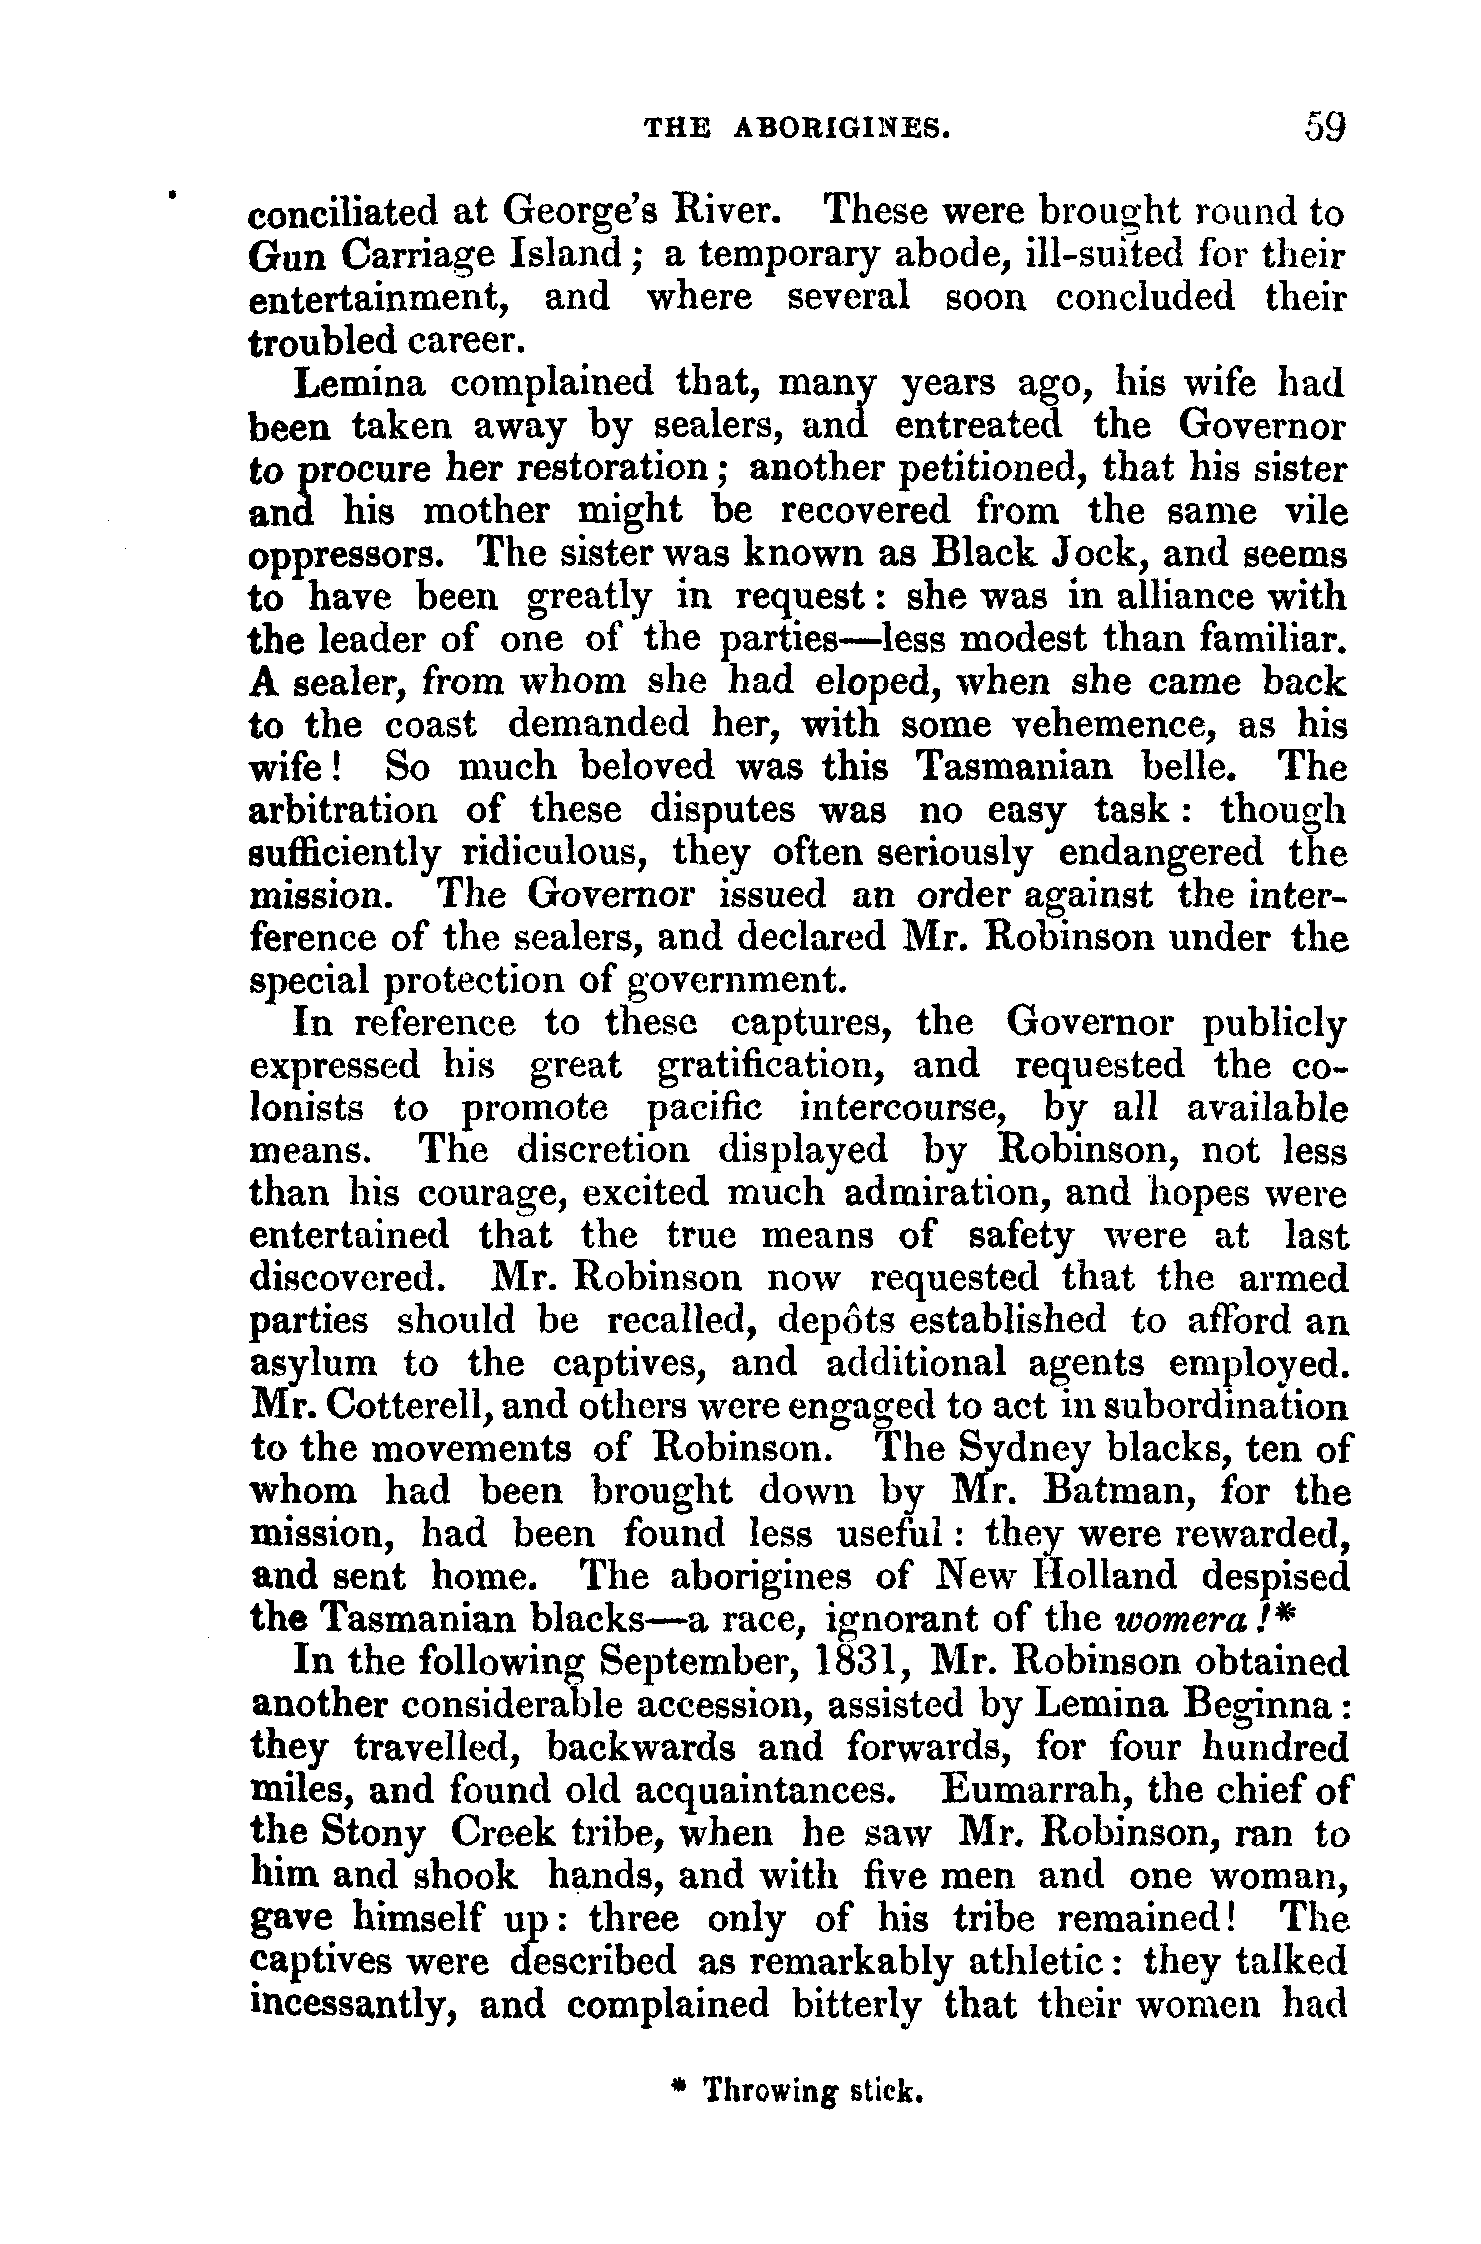 THE ABORIGINES. 59
conciliated at George's River. These were brought round to
Gun Carriage Island; a temporary abode, ill-suited for their
entertainment, and where several soon concluded their
troubled career.
Lemina complained that, many years ago, his wife had
been taken away by sealers, and entreated the Governor
to procure her restoration; another petitioned, that his sister
and his mother might be recovered from the same vile
oppressors. The sister was known as Black Jock, and seems
to have been greatly in request: she was in alliance with
the leader of one of the parties—less modest than familiar.
A sealer, from whom she had eloped, when she came back
to the coast demanded her, with some vehemence, as his
wife! So much beloved was this Tasmanian belle. The
arbitration of these disputes was no easy task: though
sufficiently ridiculous, they often seriously endangered the
mission. The Governor issued an order against the inter-
ference of the sealers, and declared Mr. Robinson under the
special protection of government.
In reference to these captures, the Governor publicly
expressed his great gratification, and requested the co-
lonists to promote pacific intercourse, by all available
means. The discretion displayed by Robinson, not less
than his courage, excited much admiration, and hopes were
entertained that the true means of safety were at last
discovered. Mr. Robinson now requested that the armed
parties should be recalled, depôts established to afford an
asylum to the captives, and additional agents employed.
Mr. Cotterell, and others were engaged to act in subordination
to the movements of Robinson. The Sydney blacks, ten of
whom had been brought down by Mr. Batman, for the
mission, had been found less useful: they were rewarded,
and sent home. The aborigines of New Holland despised
the Tasmanian blacks—a race, ignorant of the womera!*
In the following September, 1831, Mr. Robinson obtained
another considerable accession, assisted by Lemina Beginna:
they travelled, backwards and forwards, for four hundred
miles, and found old acquaintances. Eumarrah, the chief of
the Stony Creek tribe, when he saw Mr. Robinson, ran to
him and shook hands, and with five men and one woman,
gave himself up: three only of his tribe remained! The
captives were described as remarkably athletic: they talked
incessantly, and complained bitterly that their women had
* Throwing stick.